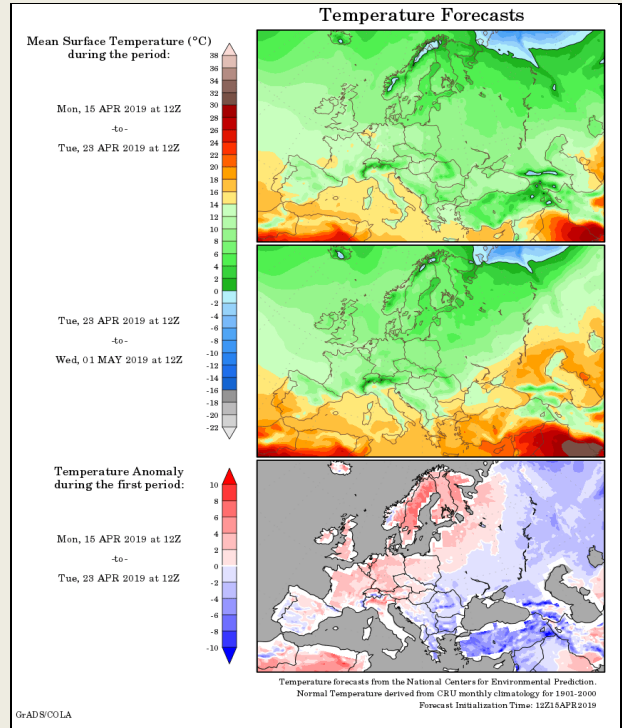 Temperature Forecasts
Mean Surface Temperature (°C)
during the period:
Mon, 15 APR 2019 at 12Z
-to-
Tue, 23 APR 2019 at 12Z
Tue, 23 APR 2019 at 12Z
-to-
Wed, 01 MAY 2019 at 12Z
38
36
34
32
30
28
26
24
22
20
18
16
14
12
10
8
6
4
2
0
-2
-4
-6
-8
-10
-12
-14
-16
-18
-20
-22
Temperature Anomaly
during the first period:
Mon, 15 APR 2019 at 12Z
-to-
Tue, 23 APR 2019 at 12Z
10
8
6
4
2
0
-2
-4
-6
-8
-10
Temperature forecasts from the National Centers for Environmental Prediction.
Normal Temperature derived from CRU monthly climatology for 1901-2000
Forecast Initialization Time: 12Z15APR2019
GrADS/COLA